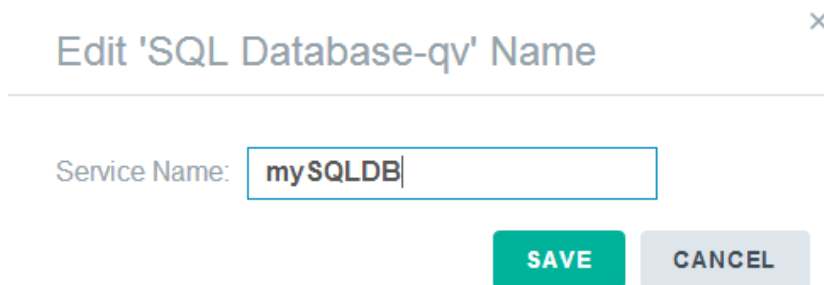 Edit 'SQL Database-qv' Name
Service Name: mySQLDB
SAVE CANCEL